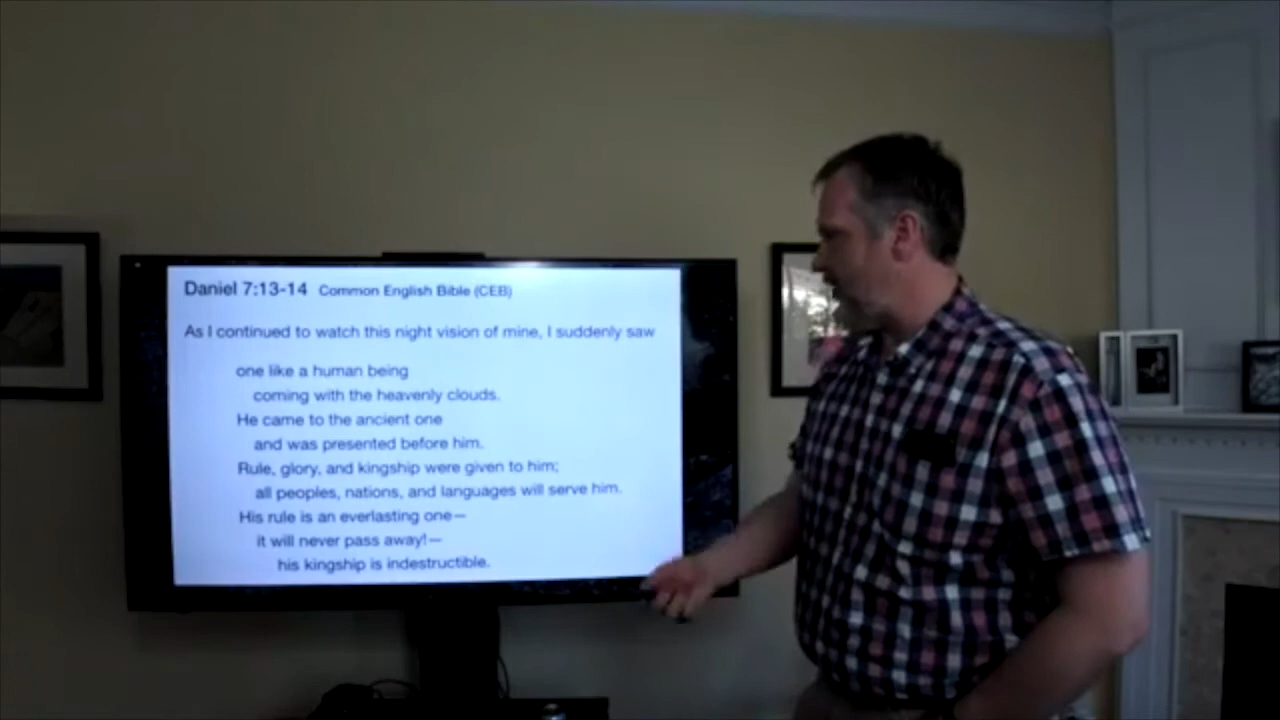 Daniel 7:13-14 Common English Bible (CEB)
As I continued to watch this night vision of mine, I suddenly saw
one like a human being
coming with the heavenly clouds.
He came to the ancient one
and was presented before him.
Rule, glory, and kingship were given to him;
all peoples, nations, and languages will serve him.
His rule is an everlasting one—
it will never pass away!—
his kingship is indestructible.